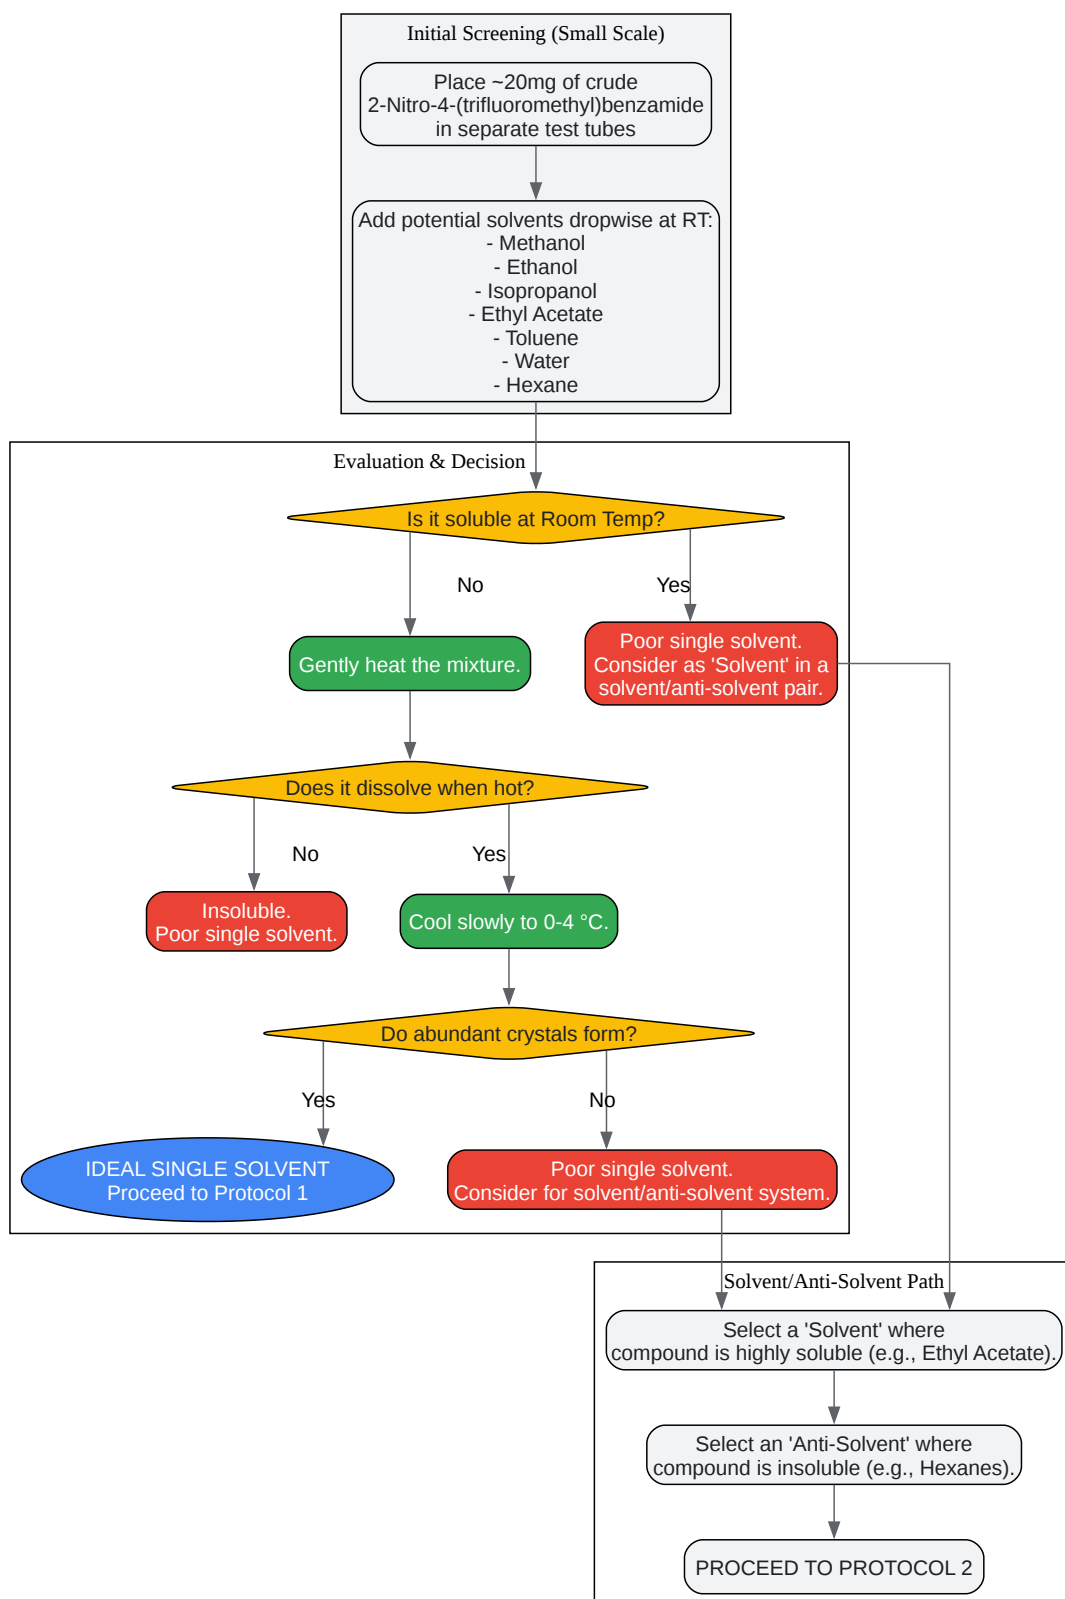 Initial Screening (Small Scale)
Place ~20mg of crude
2-Nitro-4-(trifluoromethyl)benzamide
in separate test tubes
Add potential solvents dropwise at RT:
- Methanol
- Ethanol
- Isopropanol
- Ethyl Acetate
- Toluene
- Water
- Hexane
Evaluation & Decision
Is it soluble at Room Temp?
No
Yes
Gently heat the mixture.
Poor single solvent.
Consider as 'Solvent' in a
solvent/anti-solvent pair.
Does it dissolve when hot?
No
Yes
Insoluble.
Poor single solvent.
Cool slowly to 0-4 °C.
Do abundant crystals form?
Yes
No
IDEAL SINGLE SOLVENT
Proceed to Protocol 1
Poor single solvent.
Consider for solvent/anti-solvent system.
Solvent/Anti-Solvent Path
Select a 'Solvent' where
compound is highly soluble (e.g., Ethyl Acetate).
Select an 'Anti-Solvent' where
compound is insoluble (e.g., Hexanes).
PROCEED TO PROTOCOL 2